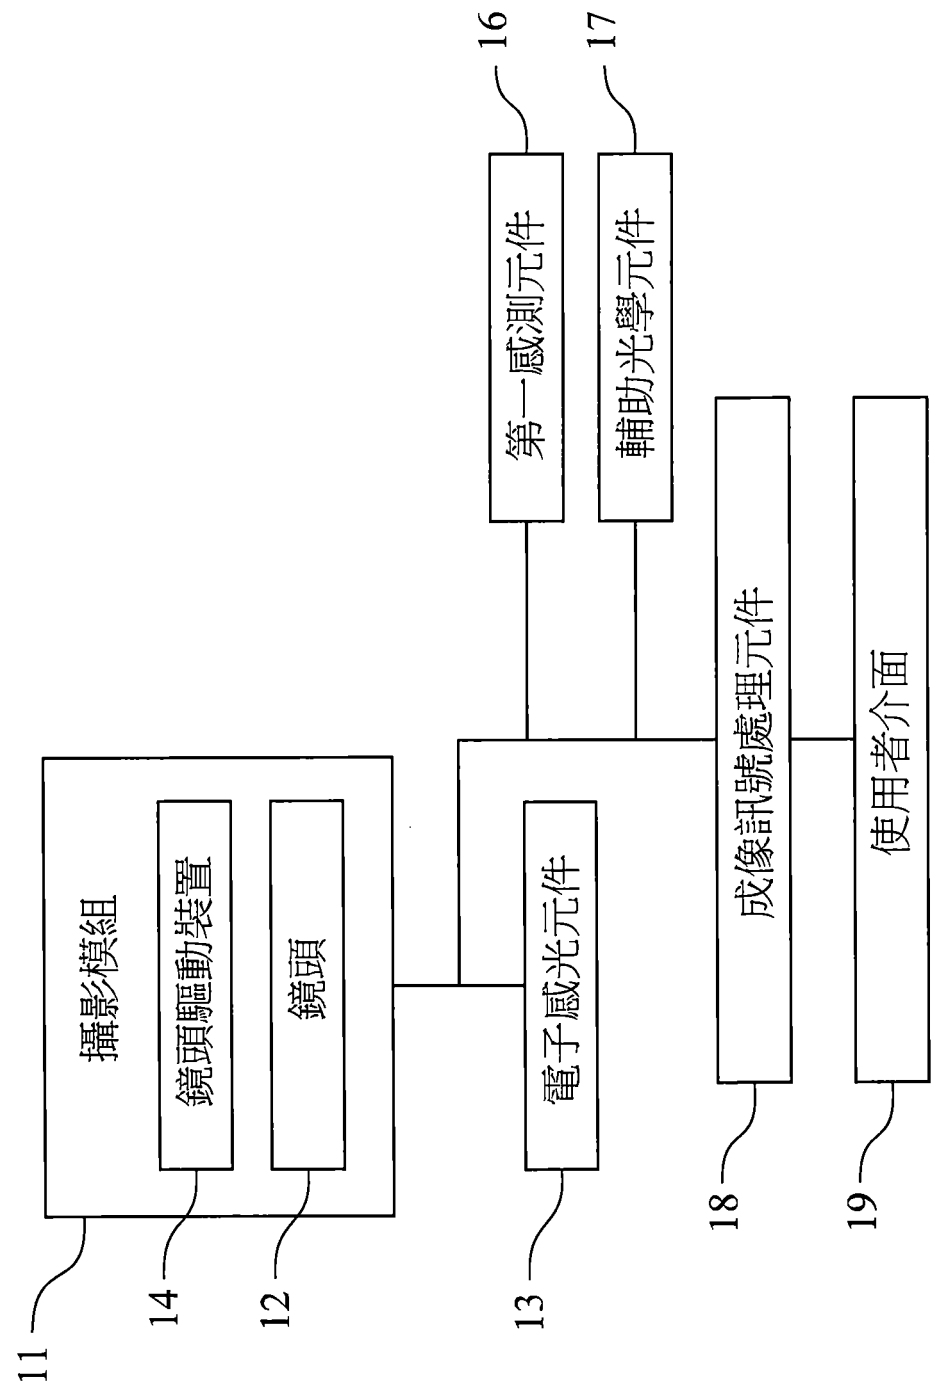 11
攝影模組
14
鏡頭驅動裝置
12
鏡頭
13
電子感光元件
16
第一感測元件
17
輔助光學元件
18
成像訊號處理元件
19
使用者介面